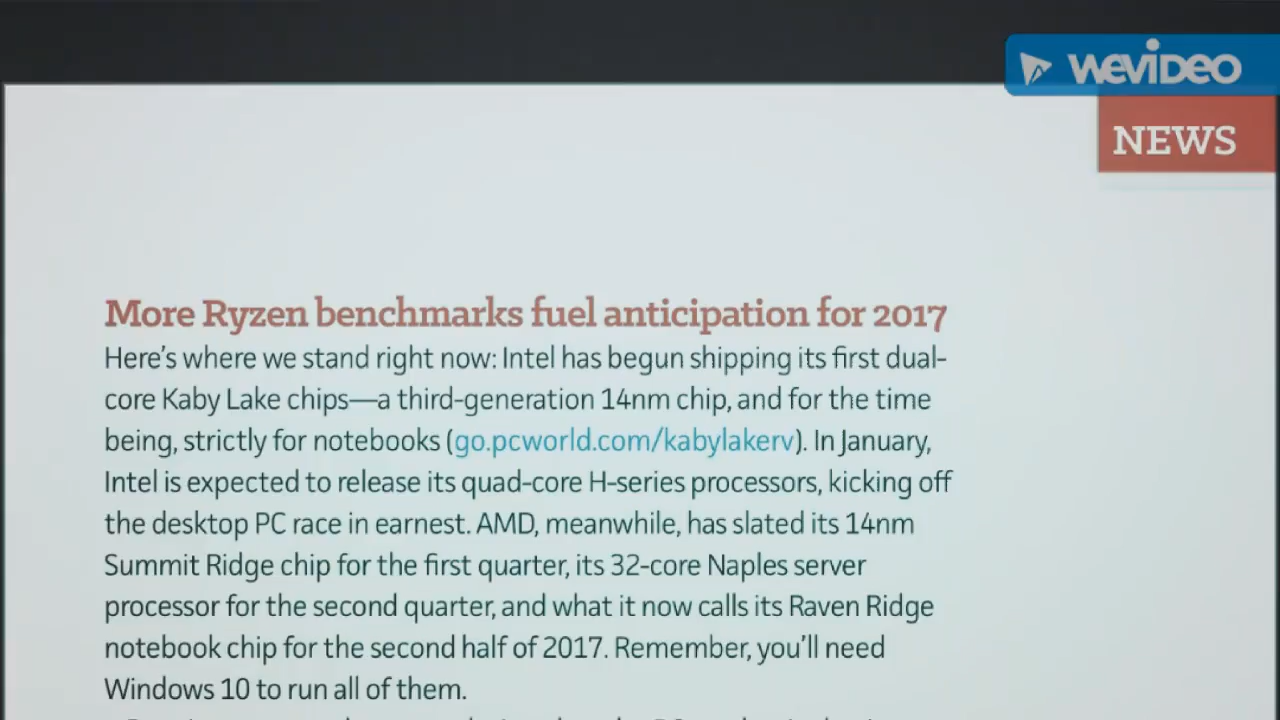 WEVIDEO
NEWS
More Ryzen benchmarks fuel anticipation for 2017
Here's where we stand right now: Intel has begun shipping its first dual-
core Kaby Lake chips—a third-generation 14nm chip, and for the time
being, strictly for notebooks (go.pcworld.com/kabylakerv). In January,
Intel is expected to release its quad-core H-series processors, kicking off
the desktop PC race in earnest. AMD, meanwhile, has slated its 14nm
Summit Ridge chip for the first quarter, its 32-core Naples server
processor for the second quarter, and what it now calls its Raven Ridge
notebook chip for the second half of 2017. Remember, you'll need
Windows 10 to run all of them.